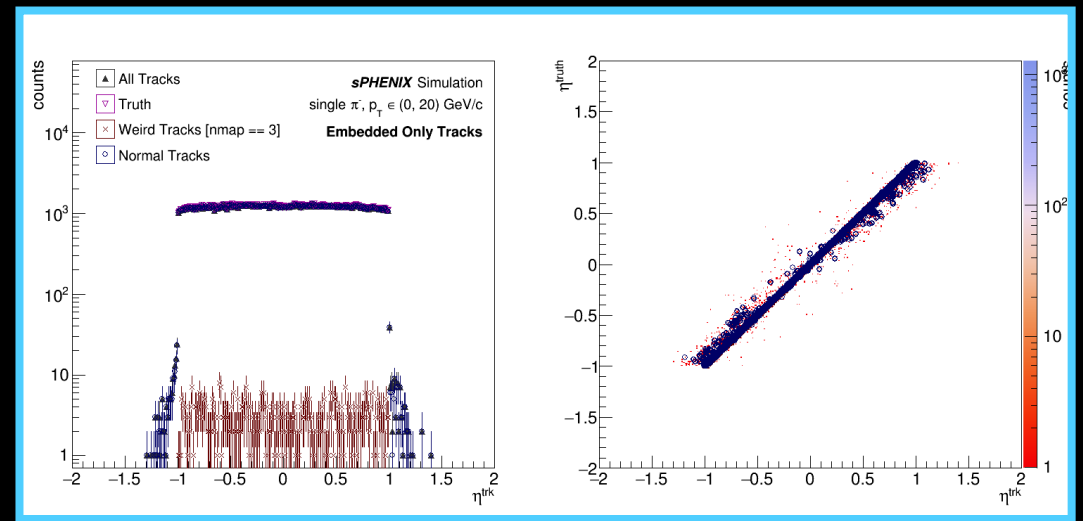 counts
All Tracks
Truth
Weird Tracks [nmap == 3]
Normal Tracks
sPHENIX Simulation
single π⁻, p_T ∈ (0, 20) GeV/c
Embedded Only Tracks
10⁴
10³
10²
10
1
−2 −1.5 −1 −0.5 0 0.5 1 1.5 2
η^trk
η^truth
2
1.5
1
0.5
0
−0.5
−1
−1.5
−2
−2 −1.5 −1 −0.5 0 0.5 1 1.5 2
η^trk
10²
10
1